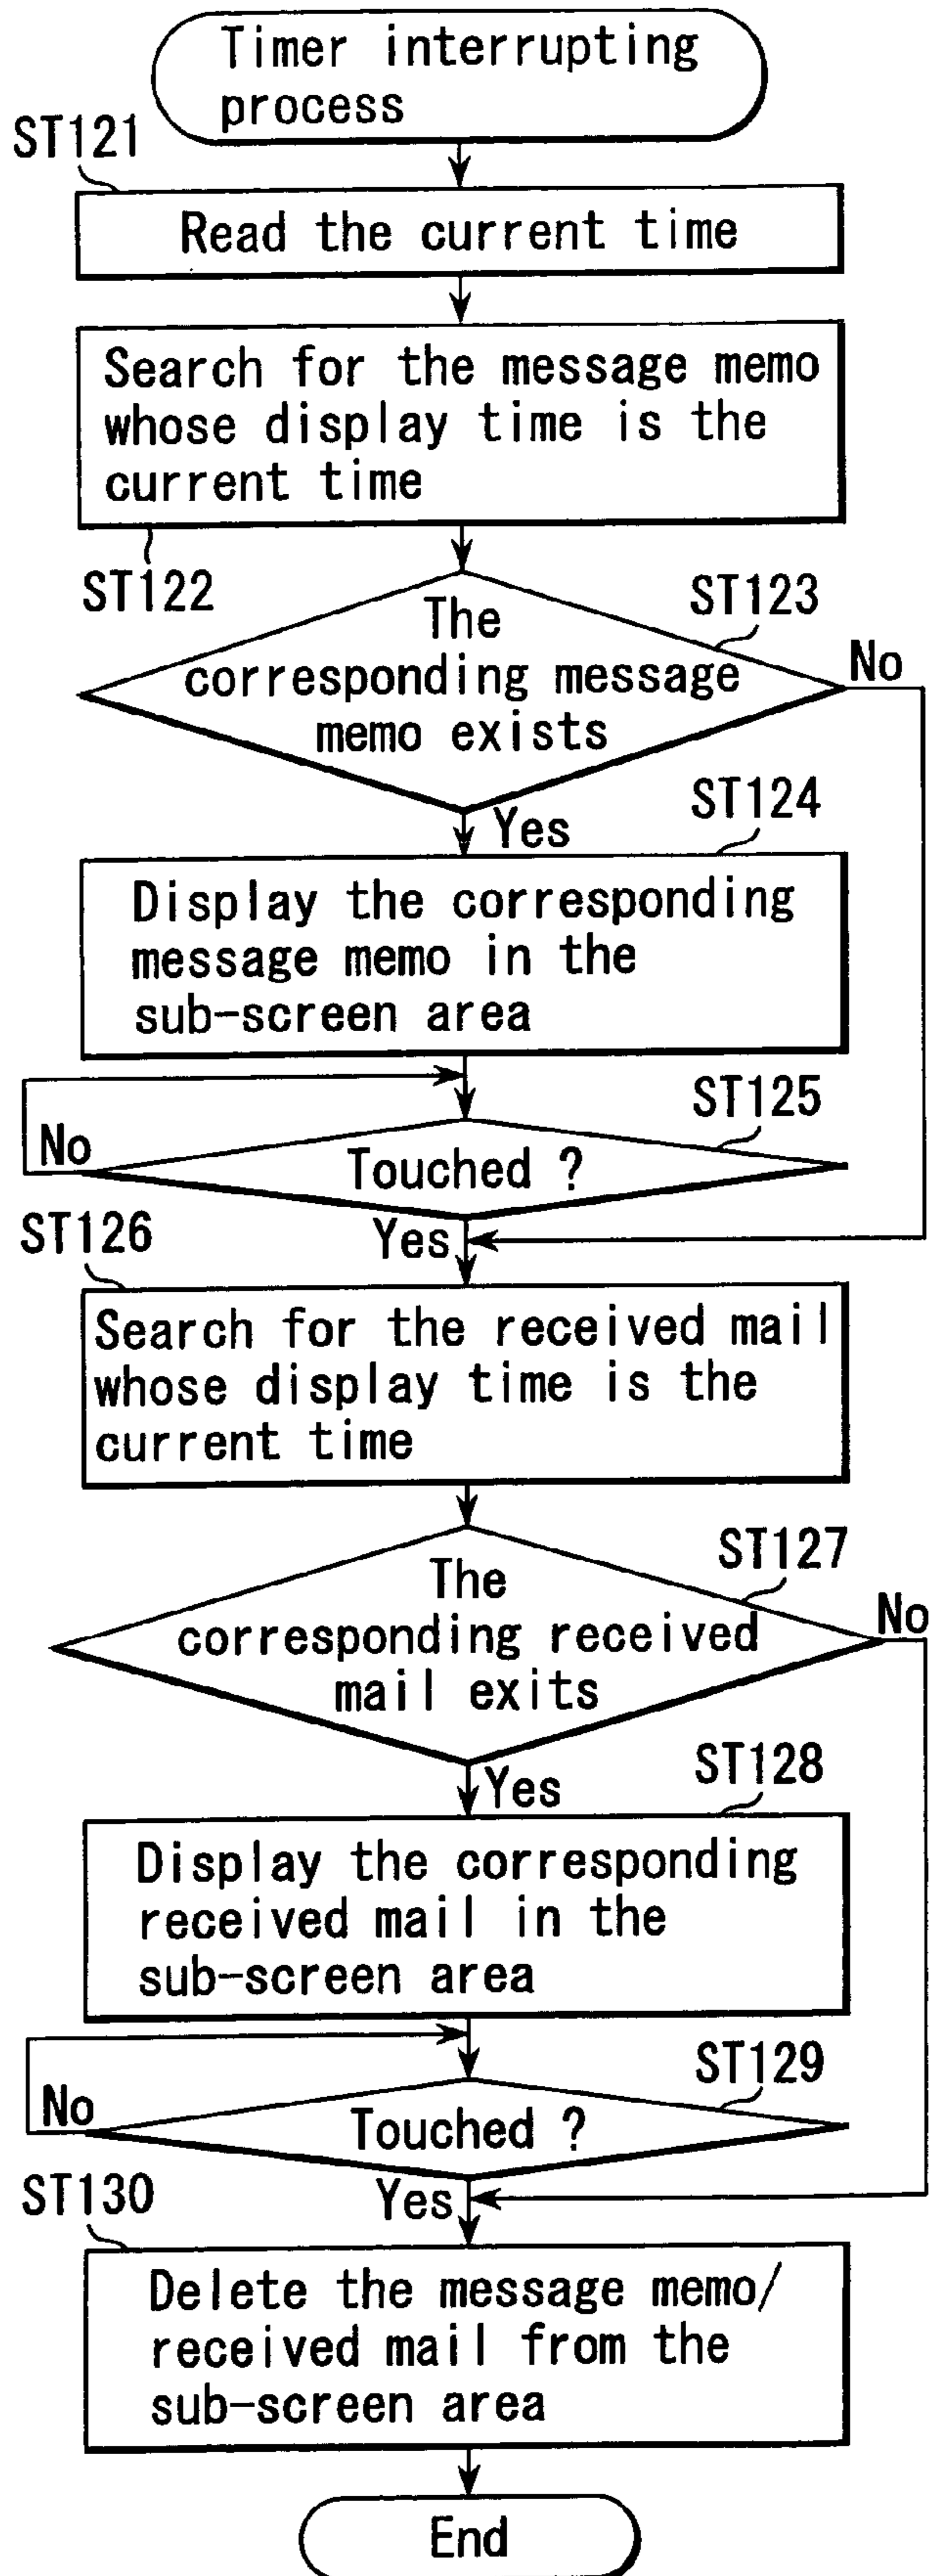 Timer interrupting
process
ST121
Read the current time
Search for the message memo
whose display time is the
current time
ST122
ST123
The
corresponding message
memo exists
No
ST124
Yes
Display the corresponding
message memo in the
sub-screen area
ST125
No
Touched ?
ST126
Yes
Search for the received mail
whose display time is the
current time
ST127
The
corresponding received
mail exits
No
ST128
Yes
Display the corresponding
received mail in the
sub-screen area
ST129
No
Touched ?
ST130
Yes
Delete the message memo/
received mail from the
sub-screen area
End